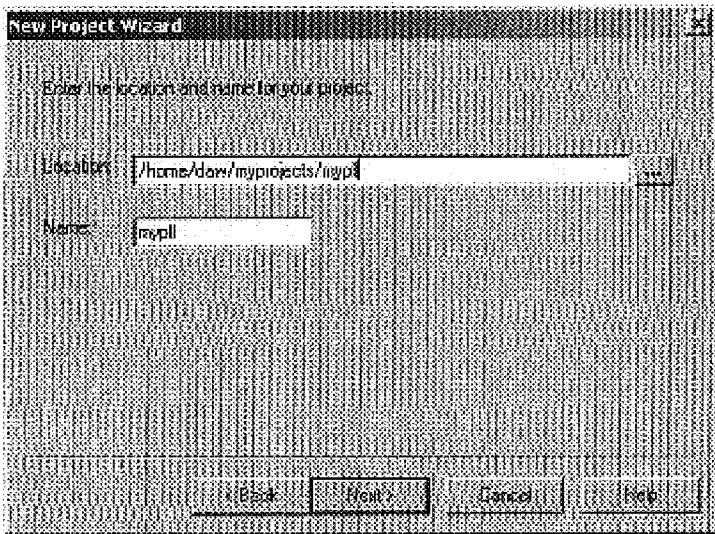 New Project Wizard
Enter the location and name for your project.
Location: /home/daw/myprojects/mypll
Name: mypll
< Back Next > Cancel Help